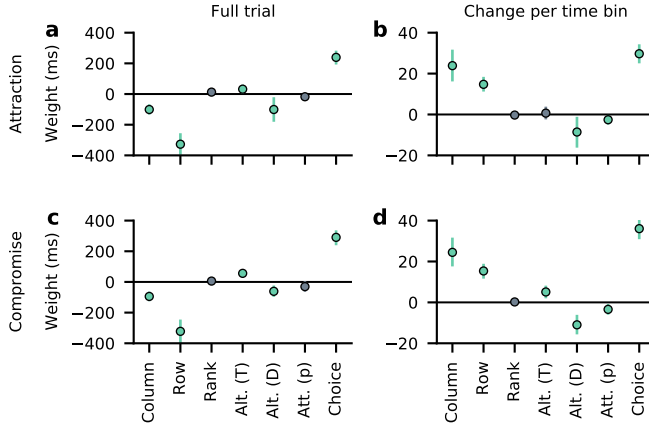 Full trial
Change per time bin
a
b
Attraction
Weight (ms)
400
200
0
−200
−400
40
20
0
−20
c
d
Compromise
Weight (ms)
400
200
0
−200
−400
40
20
0
−20
Column
Row
Rank
Alt. (T)
Alt. (D)
Att. (p)
Choice
Column
Row
Rank
Alt. (T)
Alt. (D)
Att. (p)
Choice